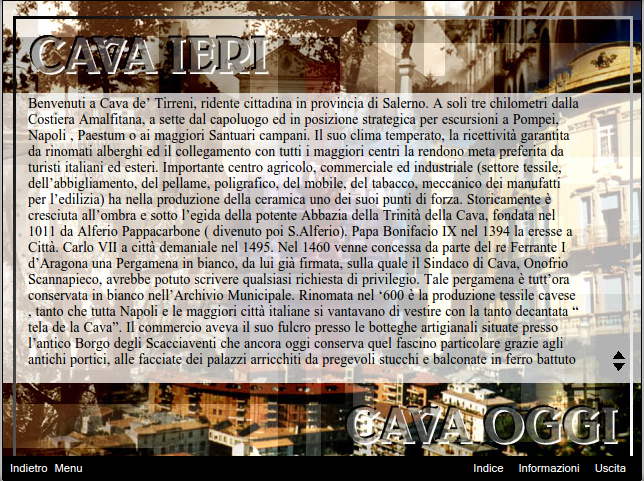 CAVA IERI
Benvenuti a Cava de’ Tirreni, ridente cittadina in provincia di Salerno. A soli tre chilometri dalla
Costiera Amalfitana, a sette dal capoluogo ed in posizione strategica per escursioni a Pompei,
Napoli , Paestum o ai maggiori Santuari campani. Il suo clima temperato, la ricettività garantita
da rinomati alberghi ed il collegamento con tutti i maggiori centri la rendono meta preferita da
turisti italiani ed esteri. Importante centro agricolo, commerciale ed industriale (settore tessile,
dell’abbigliamento, del pellame, poligrafico, del mobile, del tabacco, meccanico dei manufatti
per l’edilizia) ha nella produzione della ceramica uno dei suoi punti di forza. Storicamente è
cresciuta all’ombra e sotto l’egida della potente Abbazia della Trinità della Cava, fondata nel
1011 da Alferio Pappacarbone ( divenuto poi S.Alferio). Papa Bonifacio IX nel 1394 la eresse a
Città. Carlo VII a città demaniale nel 1495. Nel 1460 venne concessa da parte del re Ferrante I
d’Aragona una Pergamena in bianco, da lui già firmata, sulla quale il Sindaco di Cava, Onofrio
Scannapieco, avrebbe potuto scrivere qualsiasi richiesta di privilegio. Tale pergamena è tutt’ora
conservata in bianco nell’Archivio Municipale. Rinomata nel ‘600 è la produzione tessile cavese
, tanto che tutta Napoli e le maggiori città italiane si vantavano di vestire con la tanto decantata “
tela de la Cava”. Il commercio aveva il suo fulcro presso le botteghe artigianali situate presso
l’antico Borgo degli Scacciaventi che ancora oggi conserva quel fascino particolare grazie agli
antichi portici, alle facciate dei palazzi arricchiti da pregevoli stucchi e balconate in ferro battuto
CAVA OGGI
Indietro Menu Indice Informazioni Uscita